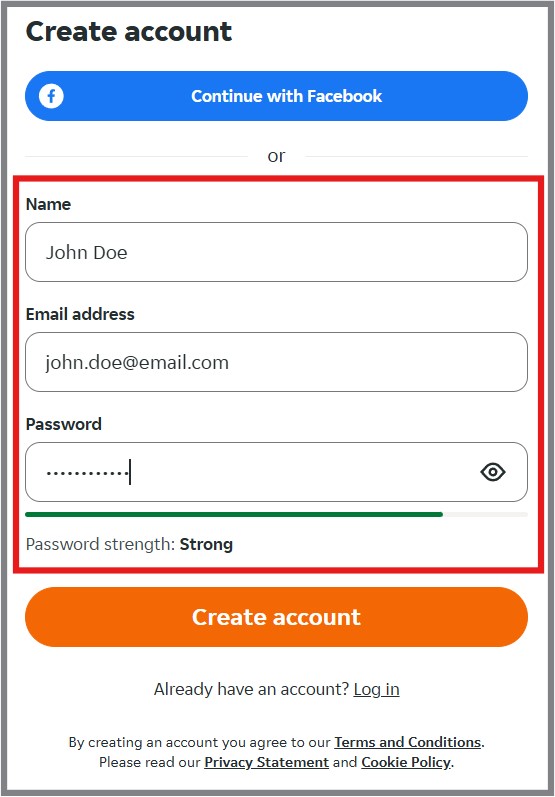 Create account
Continue with Facebook
or
Name
John Doe
Email address
john.doe@email.com
Password
••••••••••••
Password strength: Strong
Create account
Already have an account? Log in
By creating an account you agree to our Terms and Conditions.
Please read our Privacy Statement and Cookie Policy.